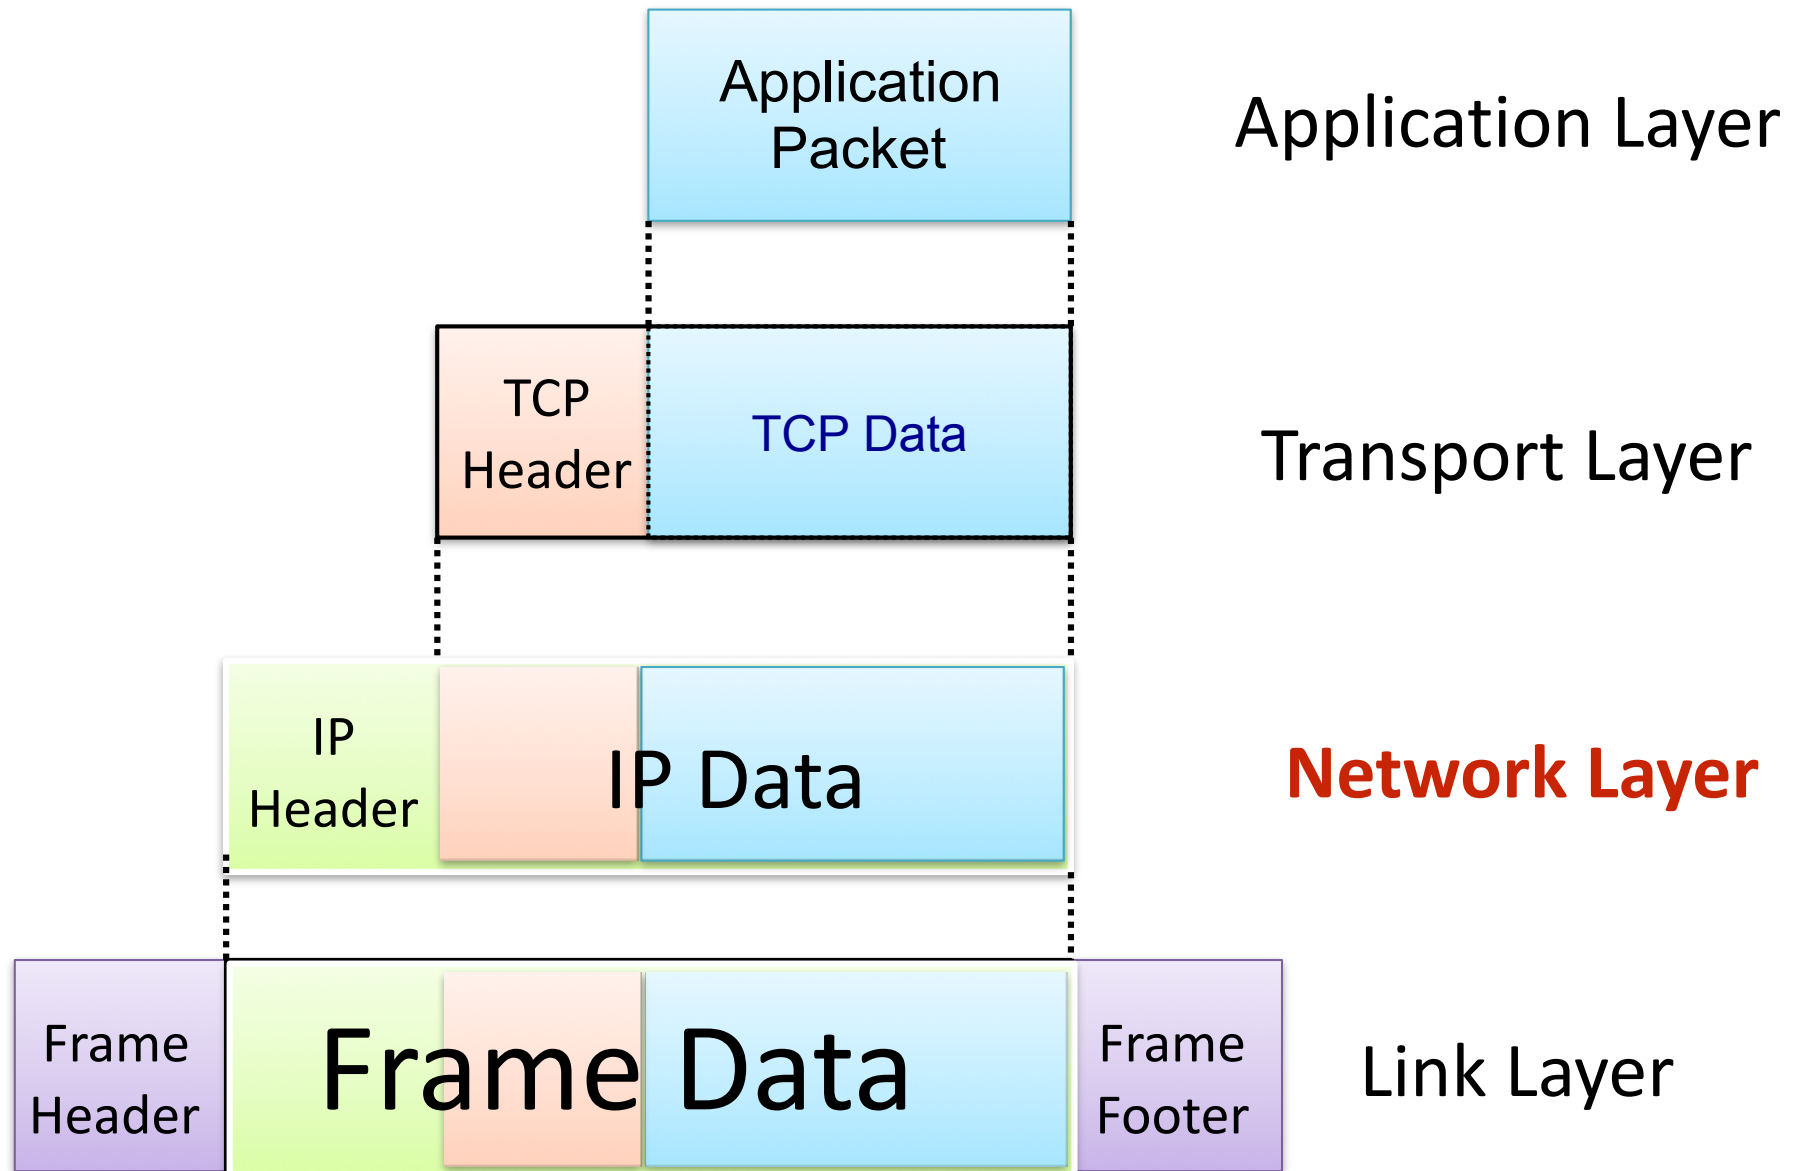 Application
Packet
Application Layer
TCP
Header
TCP Data
Transport Layer
IP
Header
IP Data
Network Layer
Frame
Header
Frame Data
Frame
Footer
Link Layer